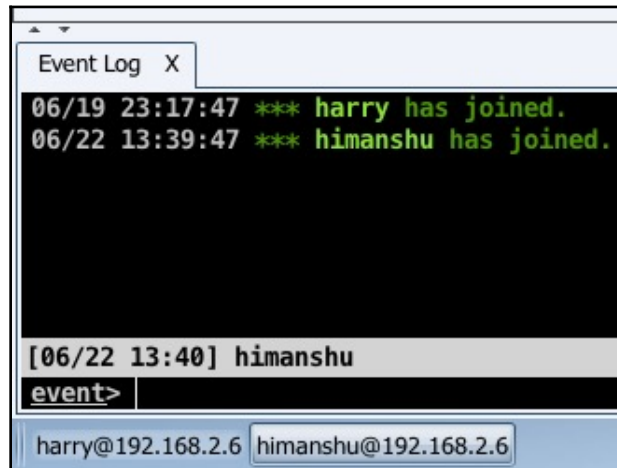 Event Log X
06/19 23:17:47 *** harry has joined.
06/22 13:39:47 *** himanshu has joined.
[06/22 13:40] himanshu
event>
harry@192.168.2.6 himanshu@192.168.2.6